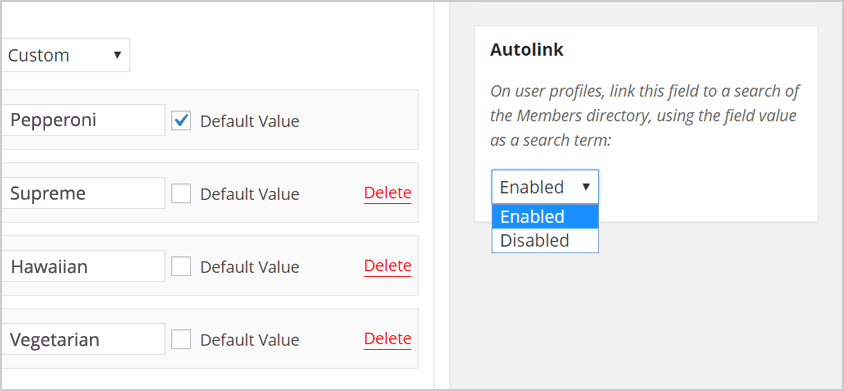 Custom
Pepperoni Default Value
Supreme Default Value Delete
Hawaiian Default Value Delete
Vegetarian Default Value Delete
Autolink
On user profiles, link this field to a search of
the Members directory, using the field value
as a search term:
Enabled
Enabled
Disabled